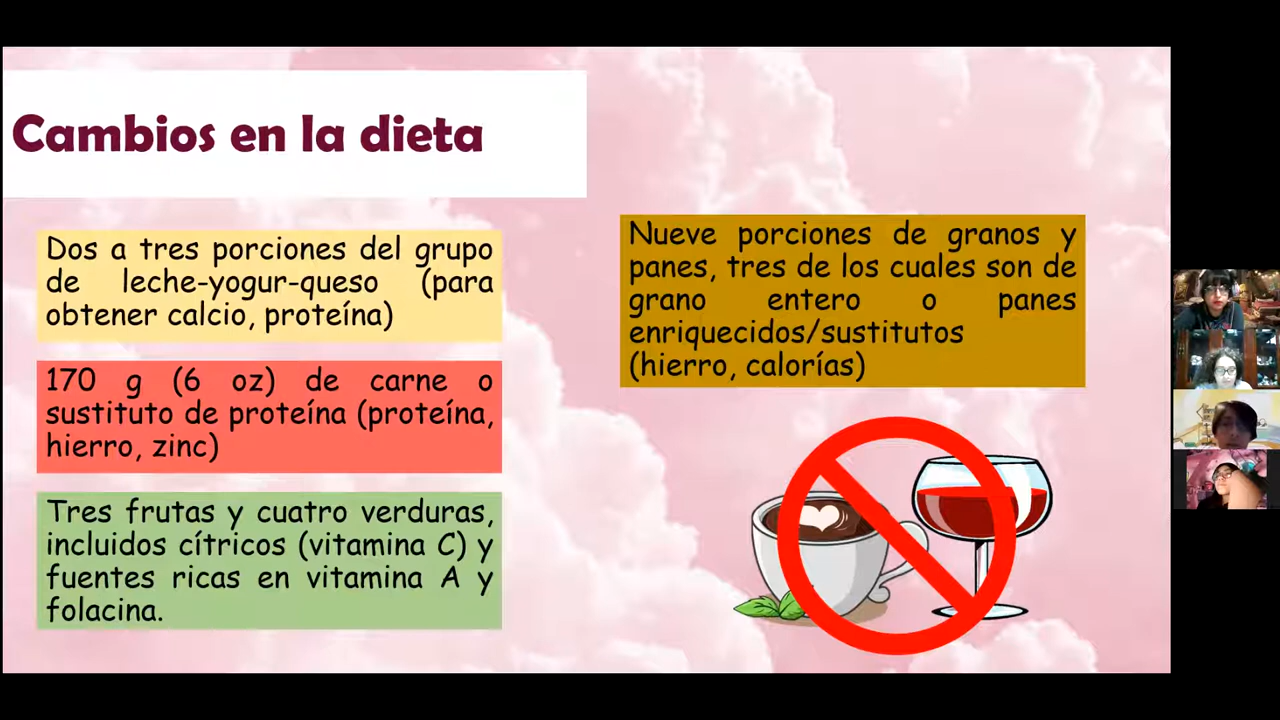 Cambios en la dieta
Dos a tres porciones del grupo
de leche-yogur-queso (para
obtener calcio, proteína)
170 g (6 oz) de carne o
sustituto de proteína (proteína,
hierro, zinc)
Tres frutas y cuatro verduras,
incluidos cítricos (vitamina C) y
fuentes ricas en vitamina A y
folacina.
Nueve porciones de granos y
panes, tres de los cuales son de
grano entero o panes
enriquecidos/sustitutos
(hierro, calorías)